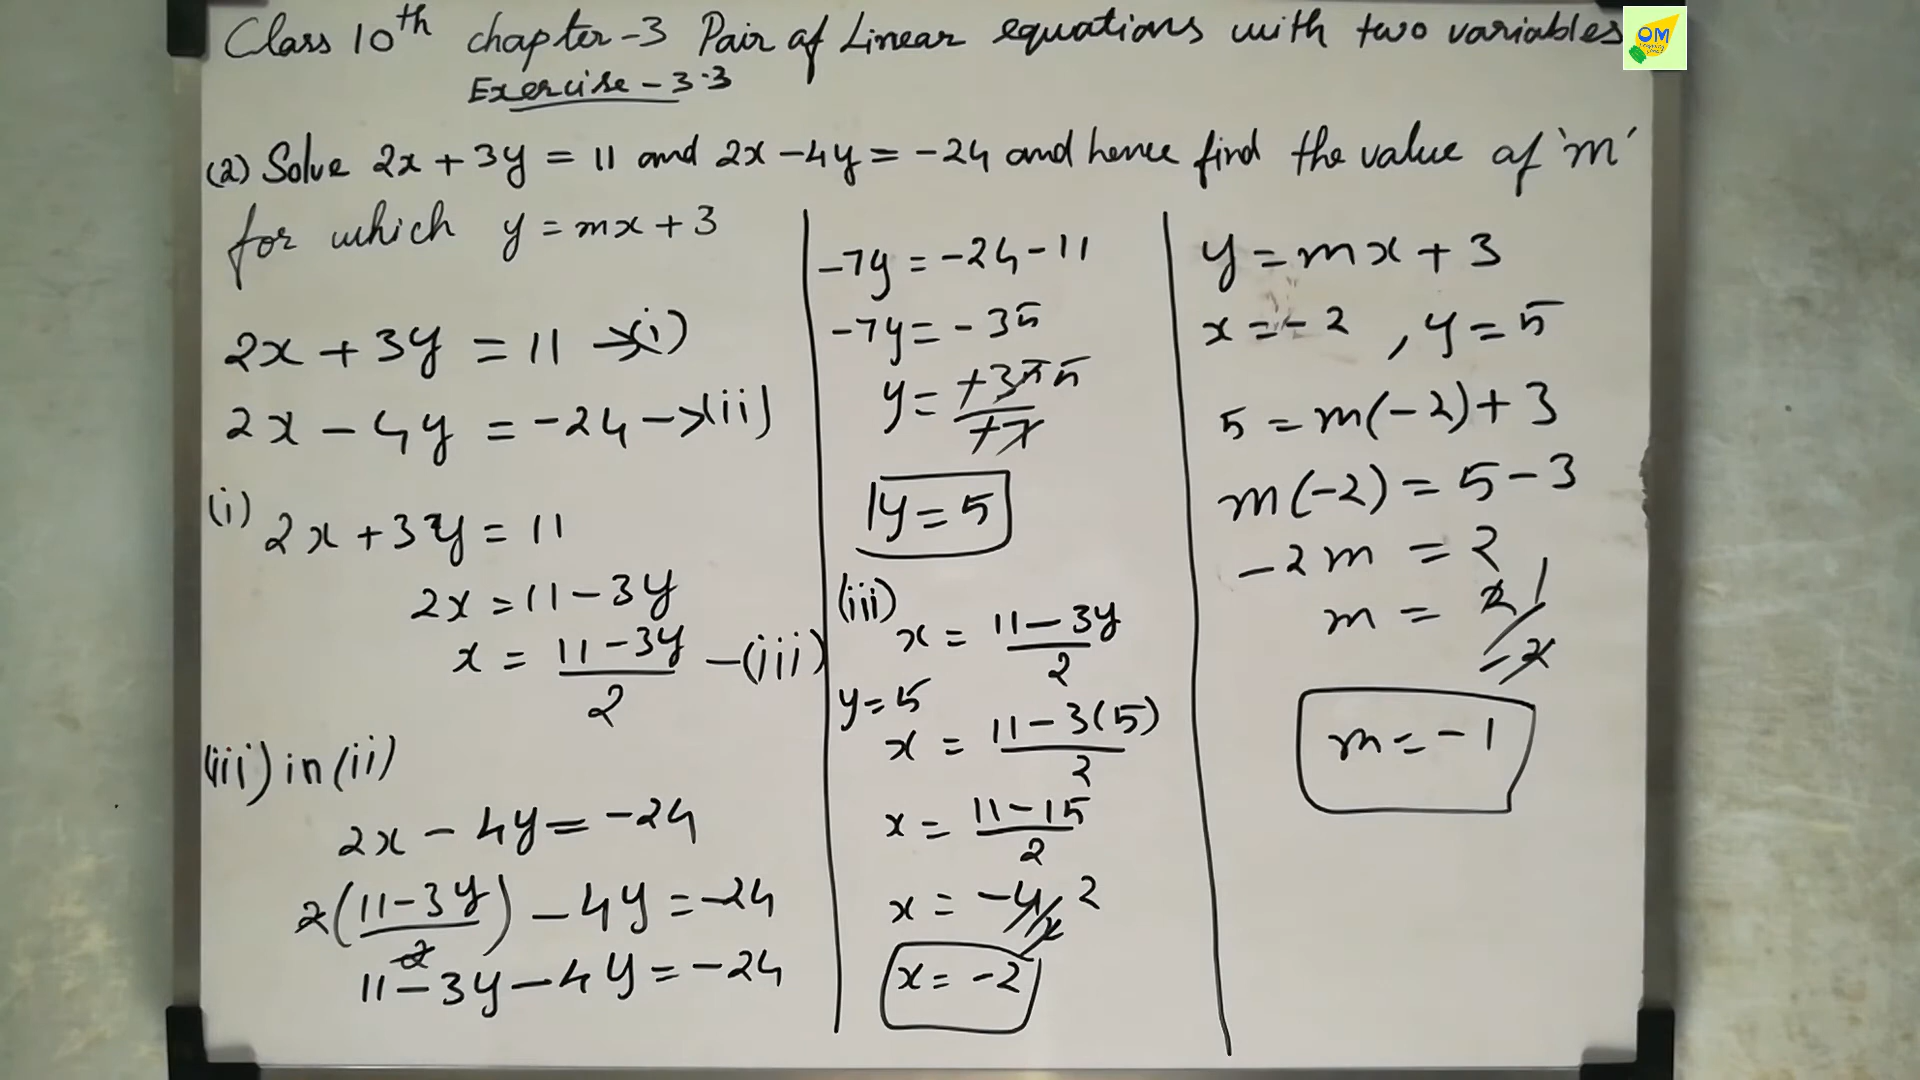 Class 10th chapter-3 Pair of Linear equations with two variables
Exercise - 3.3
OM
(2) Solve 2x + 3y = 11 and 2x - 4y = -24 and hence find the value of 'm'
for which y = mx + 3
2x + 3y = 11 →(i)
2x - 4y = -24 →(ii)
(i) 2x + 3y = 11
2x = 11 - 3y
x = (11 - 3y)/2 - (iii)
(iii) in (ii)
2x - 4y = -24
2((11-3y)/2) - 4y = -24
11 - 3y - 4y = -24
-7y = -24 - 11
-7y = -35
y = +35/+7 5
y = 5
(iii)
x = (11 - 3y)/2
y = 5
x = (11 - 3(5))/2
x = (11 - 15)/2
x = -4/2 2
x = -2
y = mx + 3
x = -2 , y = 5
5 = m(-2) + 3
m(-2) = 5 - 3
-2m = 2
m = 2/-2 1
m = -1